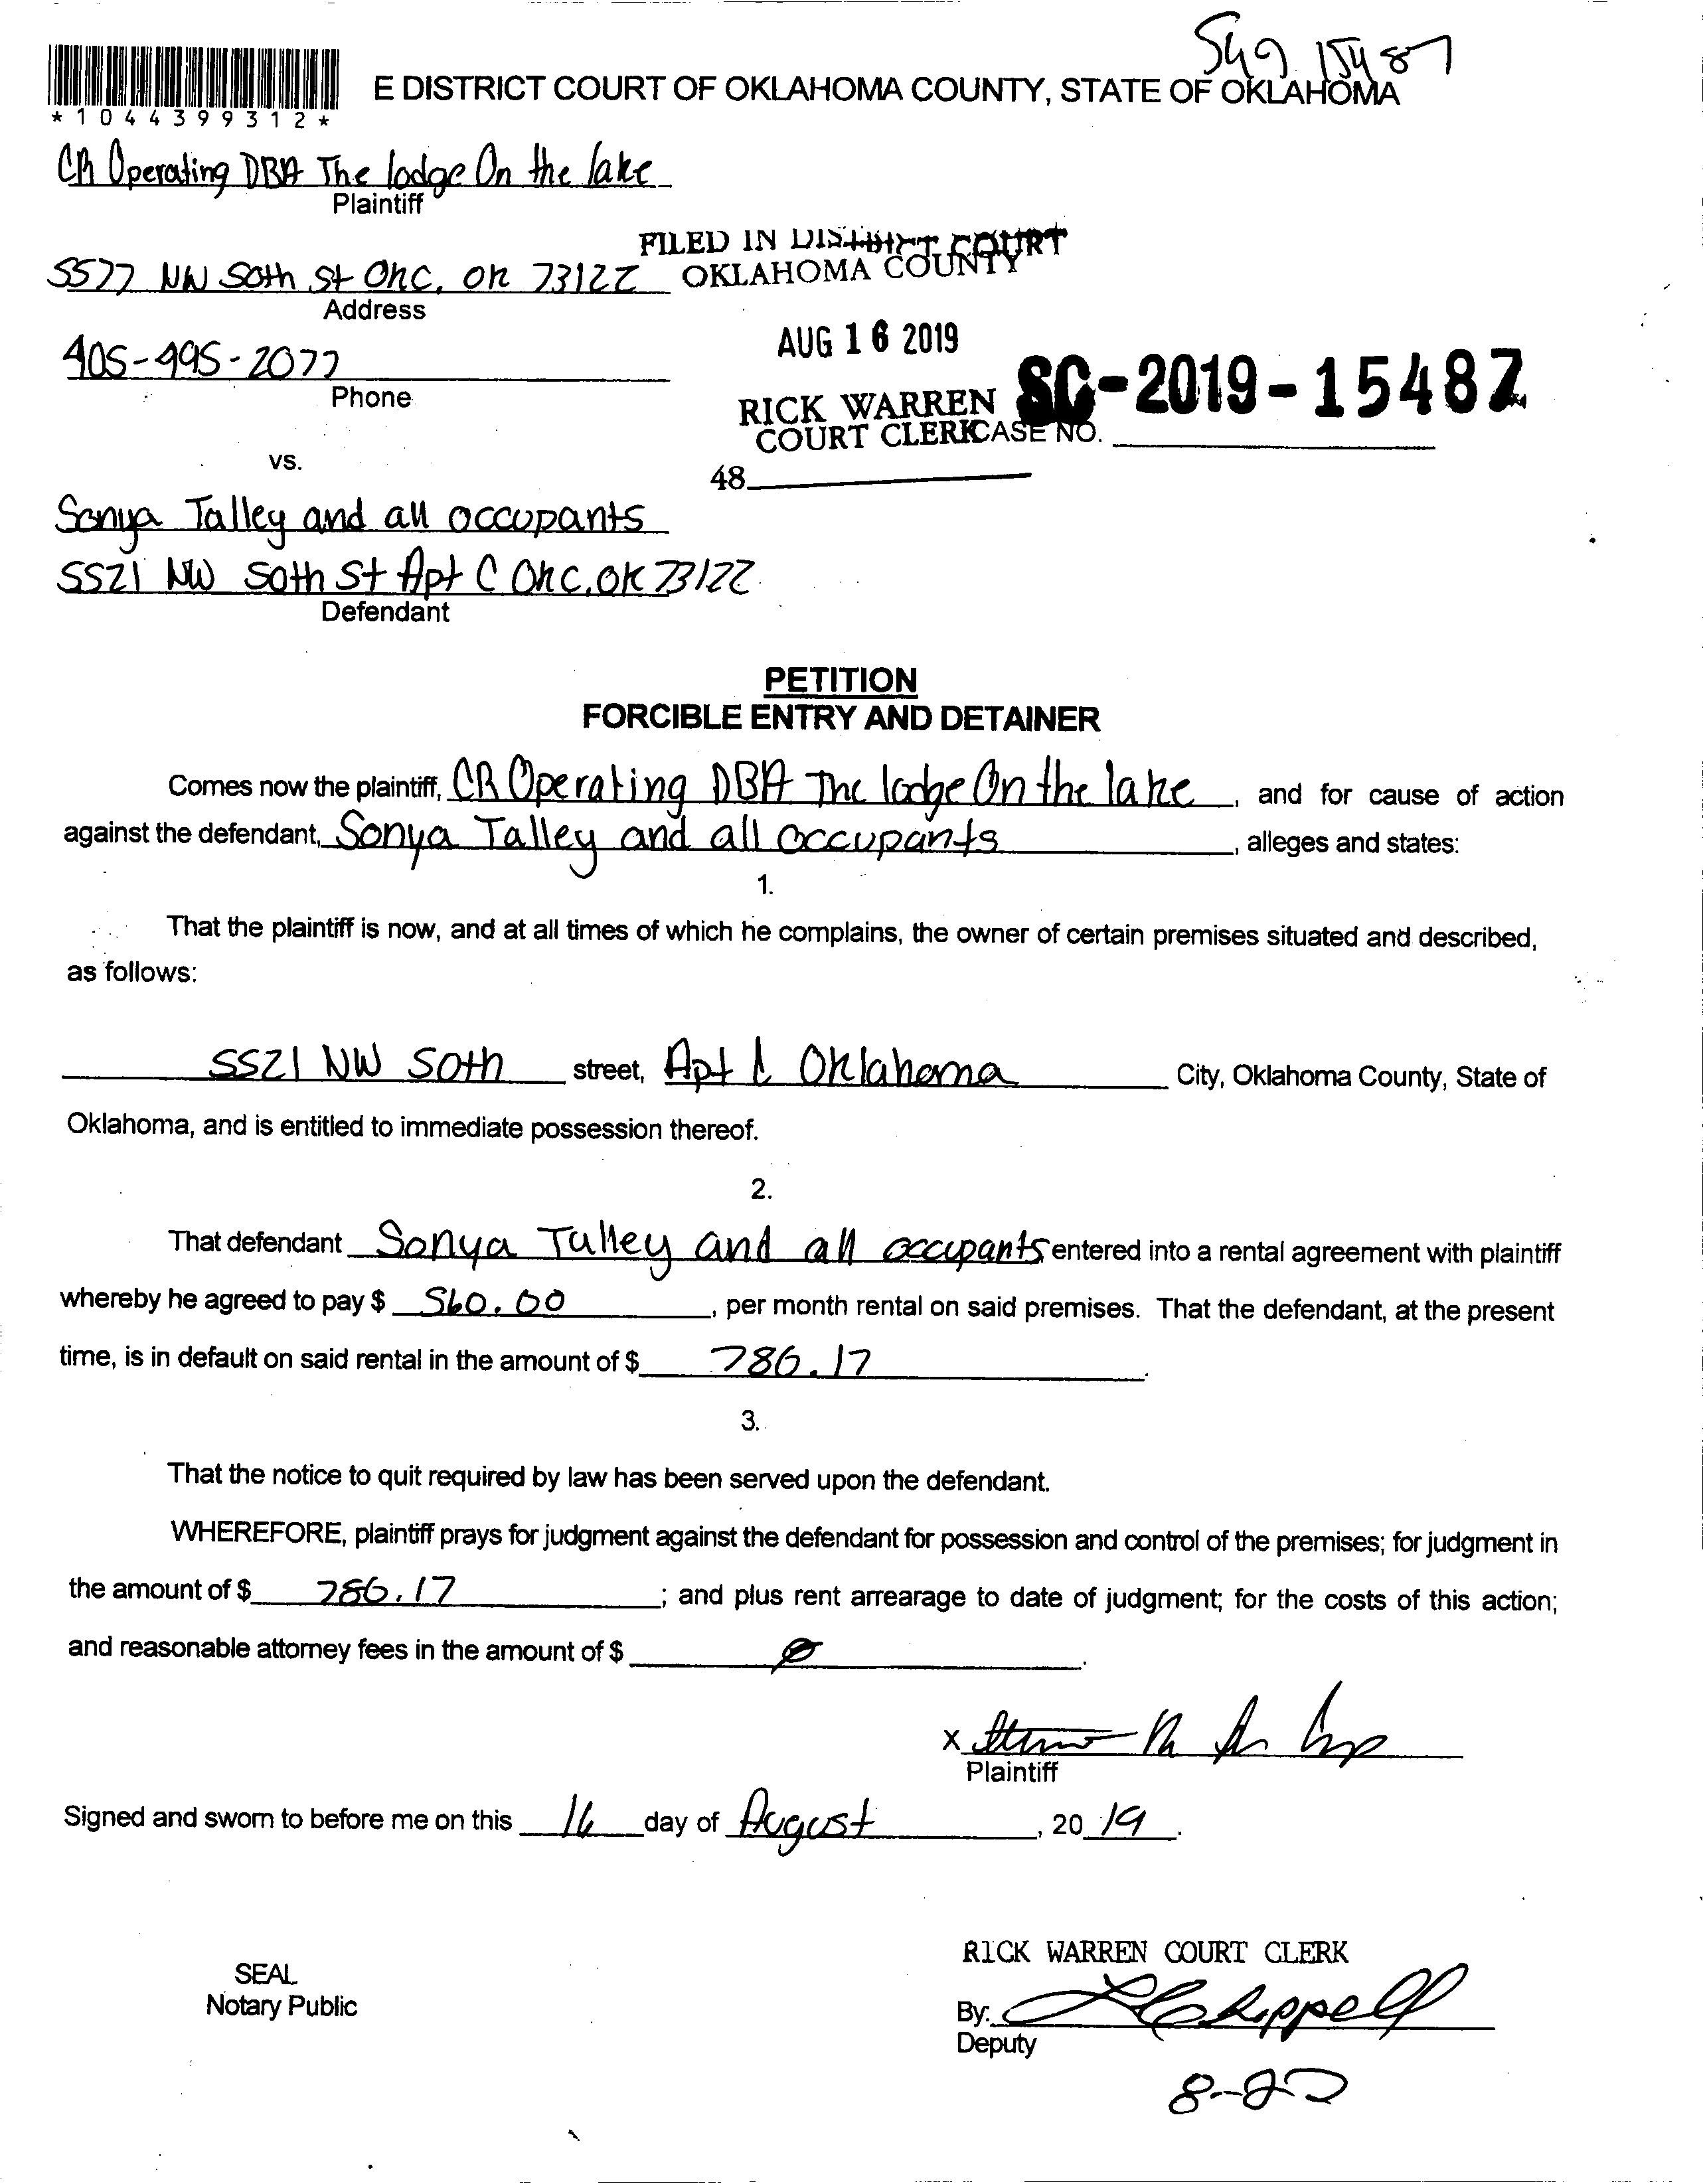 549 15487
*1044399312*
E DISTRICT COURT OF OKLAHOMA COUNTY, STATE OF OKLAHOMA
CR Operating DBA The lodge On the lake
Plaintiff
FILED IN DISTRICT COURT
OKLAHOMA COUNTY
5577 NW 50th St OKC, OK 73122
Address
AUG 16 2019
405-495-2077
Phone
SC-2019-15487
RICK WARREN
COURT CLERK CASE NO.
vs.
48
Sonya Talley and all occupants
5521 NW 50th St Apt C OKC, OK 73122
Defendant
PETITION
FORCIBLE ENTRY AND DETAINER
Comes now the plaintiff, CR Operating DBA The lodge On the lake, and for cause of action
against the defendant, Sonya Talley and all occupants, alleges and states:
1.
That the plaintiff is now, and at all times of which he complains, the owner of certain premises situated and described,
as follows:
5521 NW 50th street, Apt C Oklahoma City, Oklahoma County, State of
Oklahoma, and is entitled to immediate possession thereof.
2.
That defendant Sonya Talley and all occupants entered into a rental agreement with plaintiff
whereby he agreed to pay $ 560.00, per month rental on said premises. That the defendant, at the present
time, is in default on said rental in the amount of $ 786.17.
3.
That the notice to quit required by law has been served upon the defendant.
WHEREFORE, plaintiff prays for judgment against the defendant for possession and control of the premises; for judgment in
the amount of $ 786.17; and plus rent arrearage to date of judgment; for the costs of this action;
and reasonable attorney fees in the amount of $ Ø.
X
Plaintiff
Signed and sworn to before me on this 16 day of August, 2019.
RICK WARREN COURT CLERK
SEAL
Notary Public
By:
Deputy